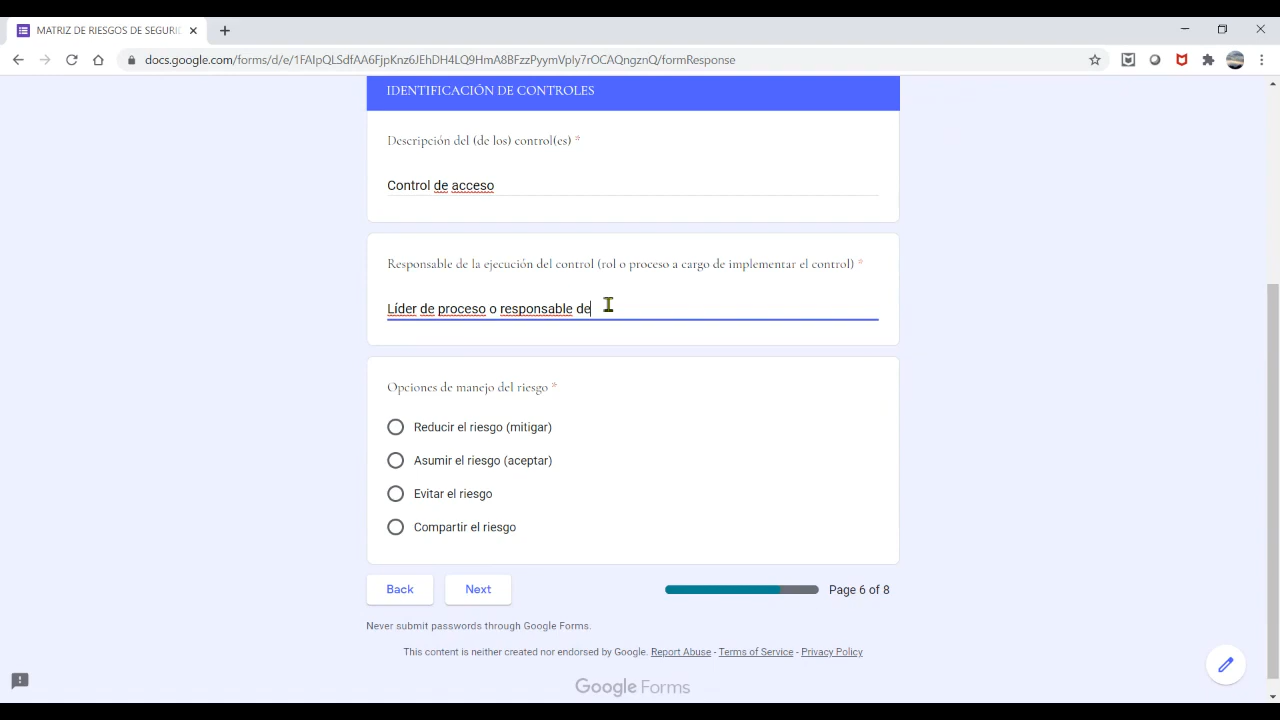 MATRIZ DE RIESGOS DE SEGURID
docs.google.com/forms/d/e/1FAIpQLSdfAA6FjpKnz6JEhDH4LQ9HrnA8BFzzPyymVply7rOCAQngznQ/formResponse
IDENTIFICACIÓN DE CONTROLES
Descripción del (de los) control(es) *
Control de acceso
Responsable de la ejecución del control (rol o proceso a cargo de implementar el control) *
Líder de proceso o responsable de
Opciones de manejo del riesgo *
Reducir el riesgo (mitigar)
Asumir el riesgo (aceptar)
Evitar el riesgo
Compartir el riesgo
Back Next Page 6 of 8
Never submit passwords through Google Forms.
This content is neither created nor endorsed by Google. Report Abuse - Terms of Service - Privacy Policy
Google Forms